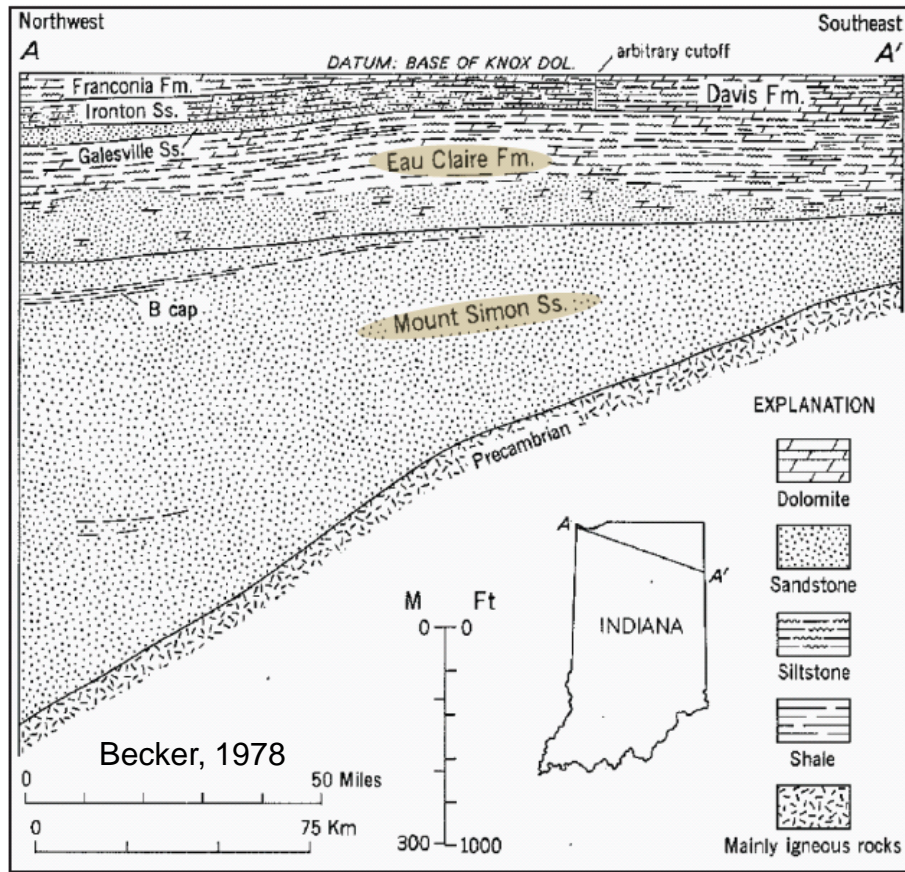 Northwest
Southeast
A
A'
DATUM: BASE OF KNOX DOL.
arbitrary cutoff
Franconia Fm.
Ironton Ss.
Galesville Ss.
Davis Fm.
Eau Claire Fm.
B cap
Mount Simon Ss.
Precambrian
EXPLANATION
Dolomite
Sandstone
Siltstone
Shale
Mainly igneous rocks
A
A'
INDIANA
M Ft
0 0
300 1000
Becker, 1978
0 50 Miles
0 75 Km